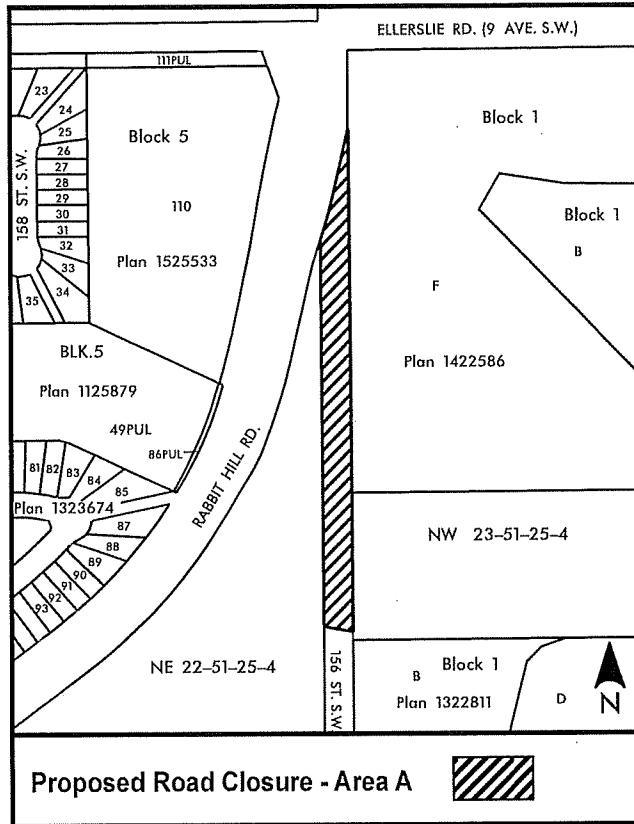 ELLERSLIE RD. (9 AVE. S.W.)
111PUL
23
24
25
26
27
28
29
30
31
32
33
34
35
158 ST. S.W.
Block 5
110
Plan 1525533
Block 1
Block 1
B
F
Plan 1422586
BLK.5
Plan 1125879
49PUL
86PUL
81
82
83
84
85
Plan 1323674
87
88
89
90
91
92
93
RABBIT HILL RD.
NW 23-51-25-4
NE 22-51-25-4
156 ST. S.W.
B
Block 1
Plan 1322811
D
N
Proposed Road Closure - Area A